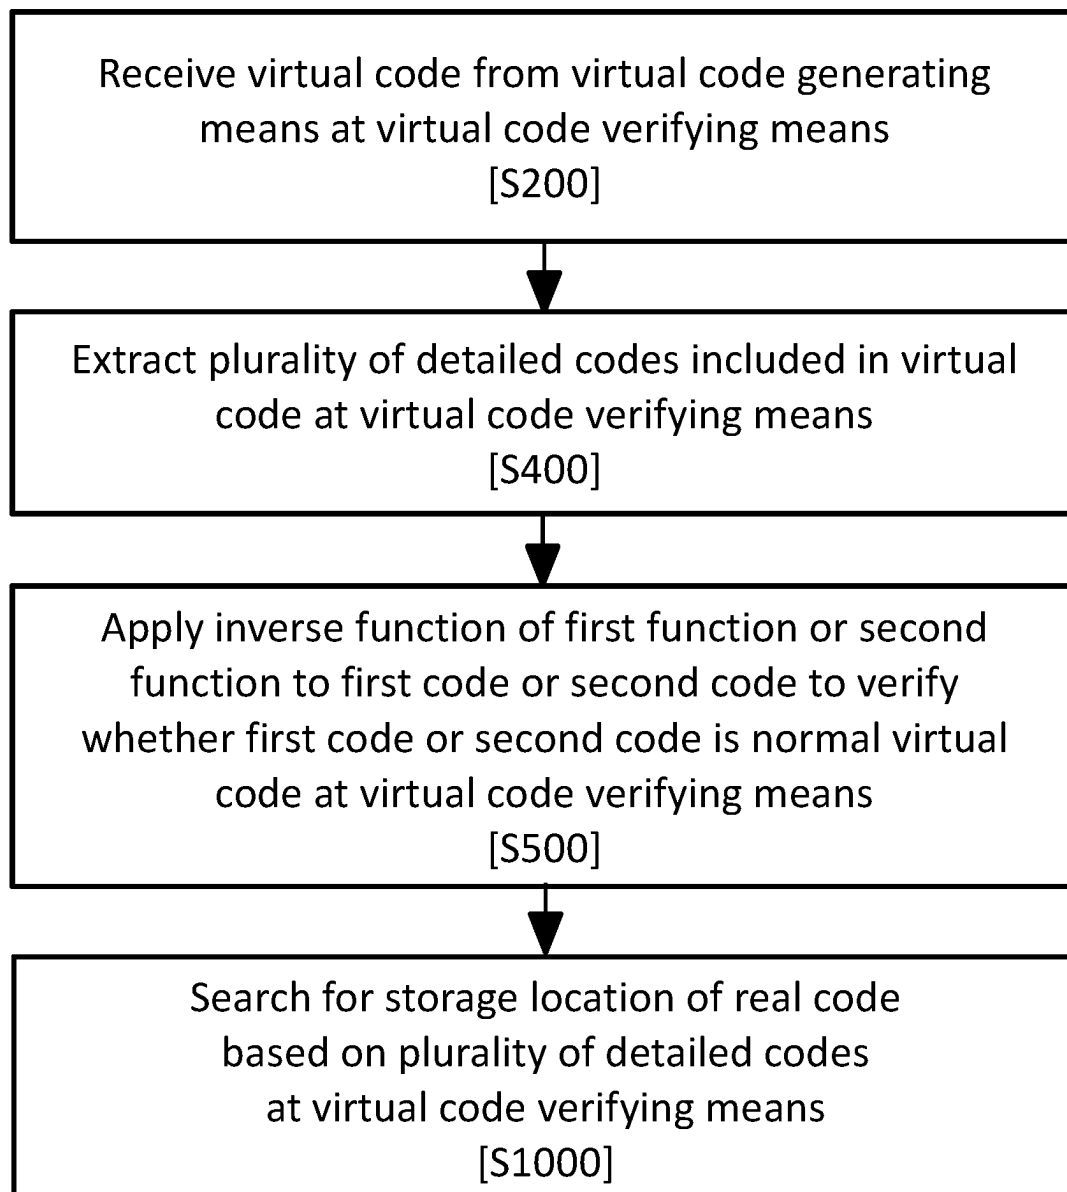 Receive virtual code from virtual code generating
means at virtual code verifying means
[S200]
Extract plurality of detailed codes included in virtual
code at virtual code verifying means
[S400]
Apply inverse function of first function or second
function to first code or second code to verify
whether first code or second code is normal virtual
code at virtual code verifying means
[S500]
Search for storage location of real code
based on plurality of detailed codes
at virtual code verifying means
[S1000]